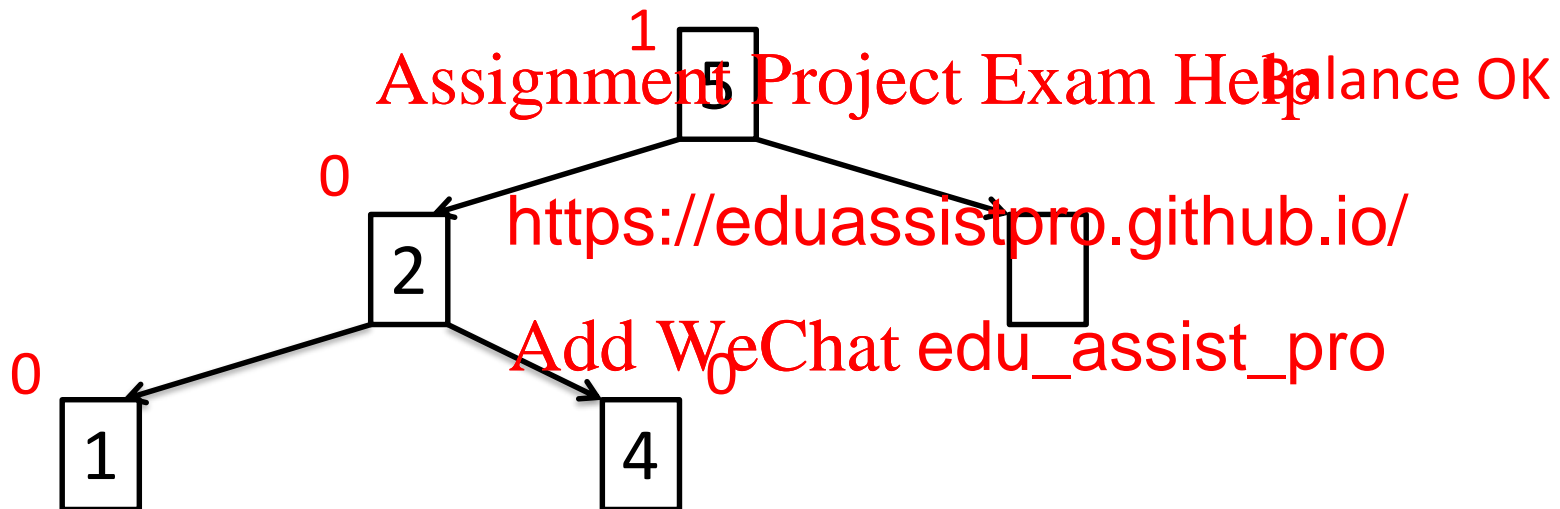 1
5
Assignment Project Exam Help
Balance OK
0
https://eduassistpro.github.io/
2
Add WeChat edu_assist_pro
0
0
1
4